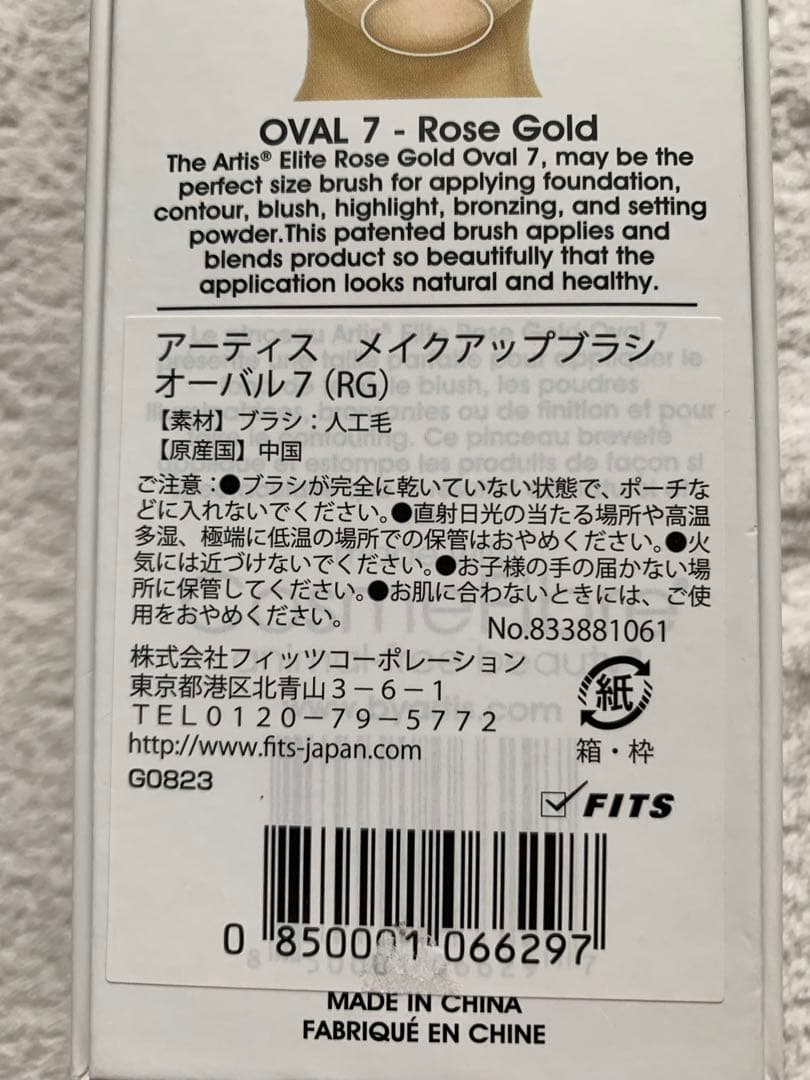 OVAL 7 - Rose Gold
The Artis® Elite Rose Gold Oval 7, may be the
perfect size brush for applying foundation,
contour, blush, highlight, bronzing, and setting
powder.This patented brush applies and
blends product so beautifully that the
application looks natural and healthy.
アーティス　メイクアップブラシ
オーバル７（RG）
【素材】ブラシ：人工毛
【原産国】中国
ご注意：●ブラシが完全に乾いていない状態で、ポーチな
どに入れないでください。●直射日光の当たる場所や高温
多湿、極端に低温の場所での保管はおやめください。●火
気には近づけないでください。●お子様の手の届かない場
所に保管してください。●お肌に合わないときには、ご使
用をおやめください。
No.833881061
株式会社フィッツコーポレーション
東京都港区北青山３－６－１
ＴＥＬ０１２０－７９－５７７２
http://www.fits-japan.com
紙
箱・枠
G0823
FITS
0 850001 066297
MADE IN CHINA
FABRIQUÉ EN CHINE